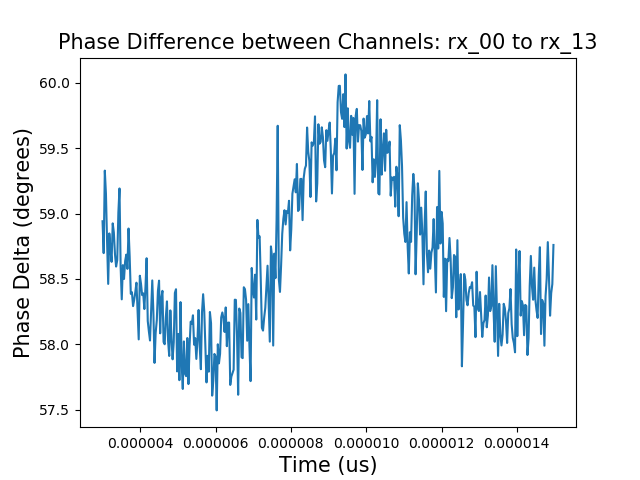 Phase Difference between Channels: rx_00 to rx_13
Phase Delta (degrees)
60.0
59.5
59.0
58.5
58.0
57.5
0.000004 0.000006 0.000008 0.000010 0.000012 0.000014
Time (us)